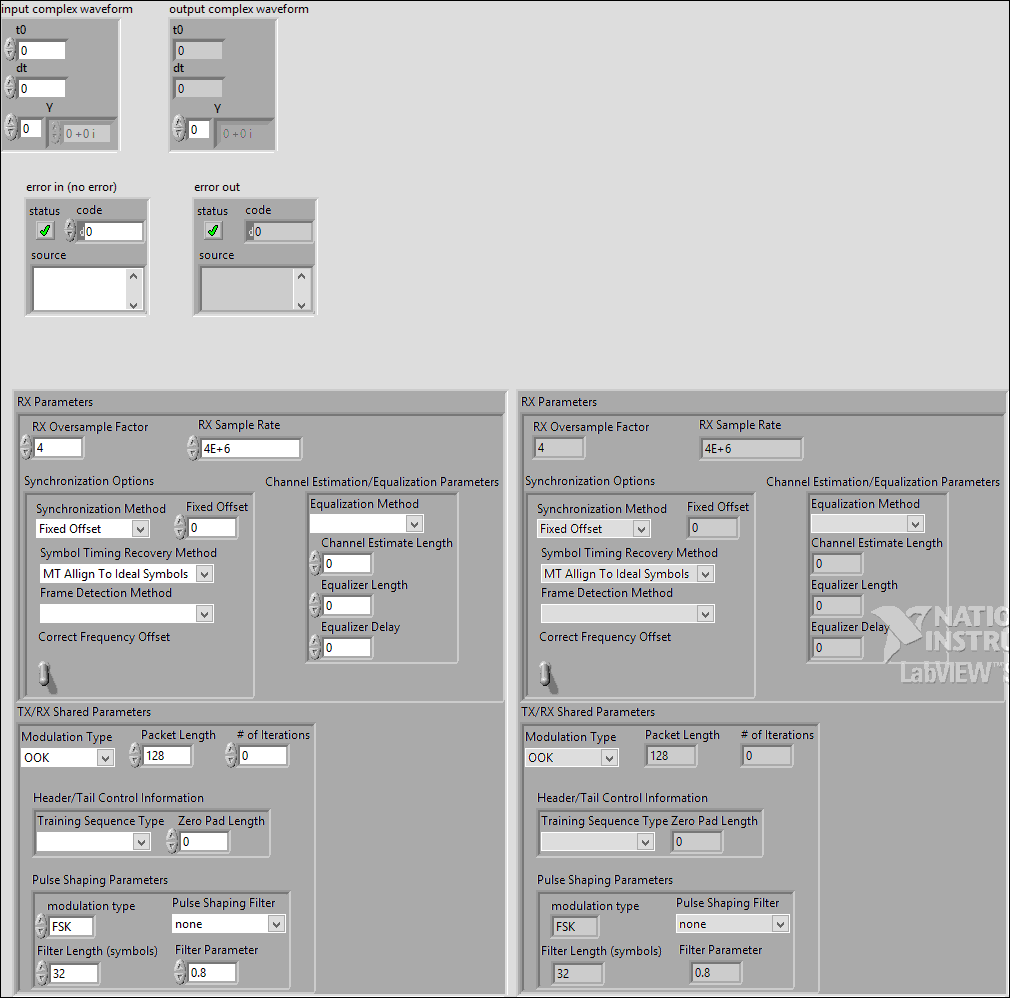 input complex waveform
t0
0
dt
0
Y
0
0 +0 i
output complex waveform
t0
0
dt
0
Y
0
0 +0 i
error in (no error)
status
code
d0
source
error out
status
code
d0
source
RX Parameters
RX Oversample Factor
4
RX Sample Rate
4E+6
Synchronization Options
Synchronization Method
Fixed Offset
Fixed Offset
0
Symbol Timing Recovery Method
MT Allign To Ideal Symbols
Frame Detection Method
Correct Frequency Offset
Channel Estimation/Equalization Parameters
Equalization Method
Channel Estimate Length
0
Equalizer Length
0
Equalizer Delay
0
TX/RX Shared Parameters
Modulation Type
OOK
Packet Length
128
# of Iterations
0
Header/Tail Control Information
Training Sequence Type
Zero Pad Length
0
Pulse Shaping Parameters
modulation type
FSK
Pulse Shaping Filter
none
Filter Length (symbols)
32
Filter Parameter
0.8
RX Parameters
RX Oversample Factor
4
RX Sample Rate
4E+6
Synchronization Options
Synchronization Method
Fixed Offset
Fixed Offset
0
Symbol Timing Recovery Method
MT Allign To Ideal Symbols
Frame Detection Method
Correct Frequency Offset
Channel Estimation/Equalization Parameters
Equalization Method
Channel Estimate Length
0
Equalizer Length
0
Equalizer Delay
0
NATIO
INSTRU
LabVIEW™ S
TX/RX Shared Parameters
Modulation Type
OOK
Packet Length
128
# of Iterations
0
Header/Tail Control Information
Training Sequence Type
Zero Pad Length
0
Pulse Shaping Parameters
modulation type
FSK
Pulse Shaping Filter
none
Filter Length (symbols)
32
Filter Parameter
0.8